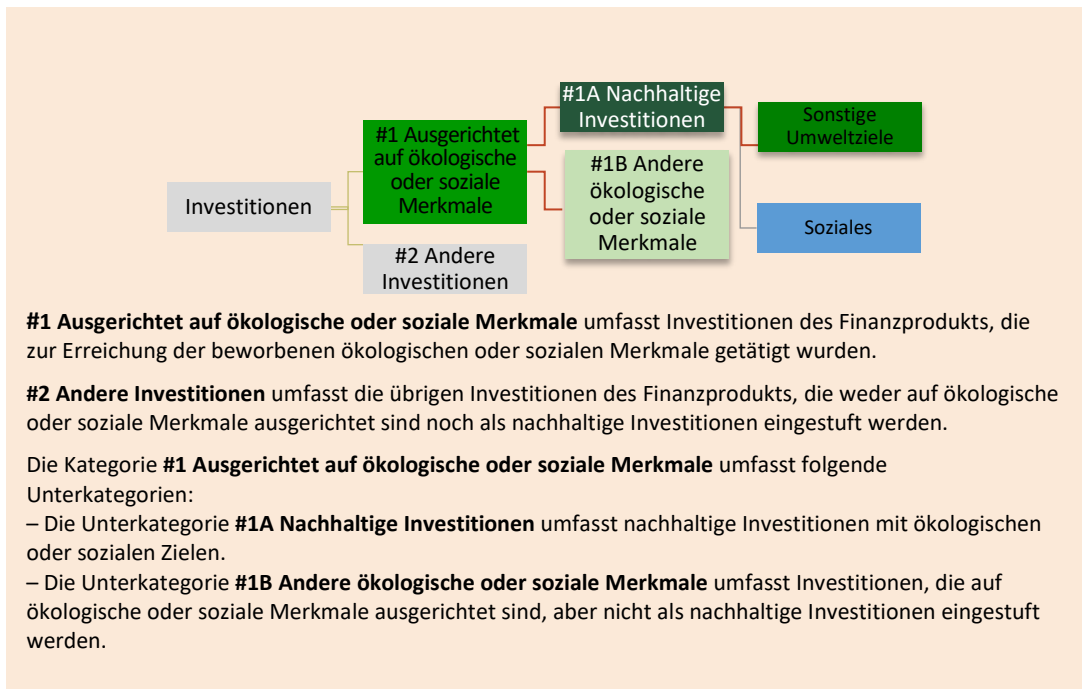 Investitionen
#1 Ausgerichtet
auf ökologische
oder soziale
Merkmale
#2 Andere
Investitionen
#1A Nachhaltige
Investitionen
#1B Andere
ökologische
oder soziale
Merkmale
Sonstige
Umweltziele
Soziales
#1 Ausgerichtet auf ökologische oder soziale Merkmale umfasst Investitionen des Finanzprodukts, die
zur Erreichung der beworbenen ökologischen oder sozialen Merkmale getätigt wurden.
#2 Andere Investitionen umfasst die übrigen Investitionen des Finanzprodukts, die weder auf ökologische
oder soziale Merkmale ausgerichtet sind noch als nachhaltige Investitionen eingestuft werden.
Die Kategorie #1 Ausgerichtet auf ökologische oder soziale Merkmale umfasst folgende
Unterkategorien:
– Die Unterkategorie #1A Nachhaltige Investitionen umfasst nachhaltige Investitionen mit ökologischen
oder sozialen Zielen.
– Die Unterkategorie #1B Andere ökologische oder soziale Merkmale umfasst Investitionen, die auf
ökologische oder soziale Merkmale ausgerichtet sind, aber nicht als nachhaltige Investitionen eingestuft
werden.